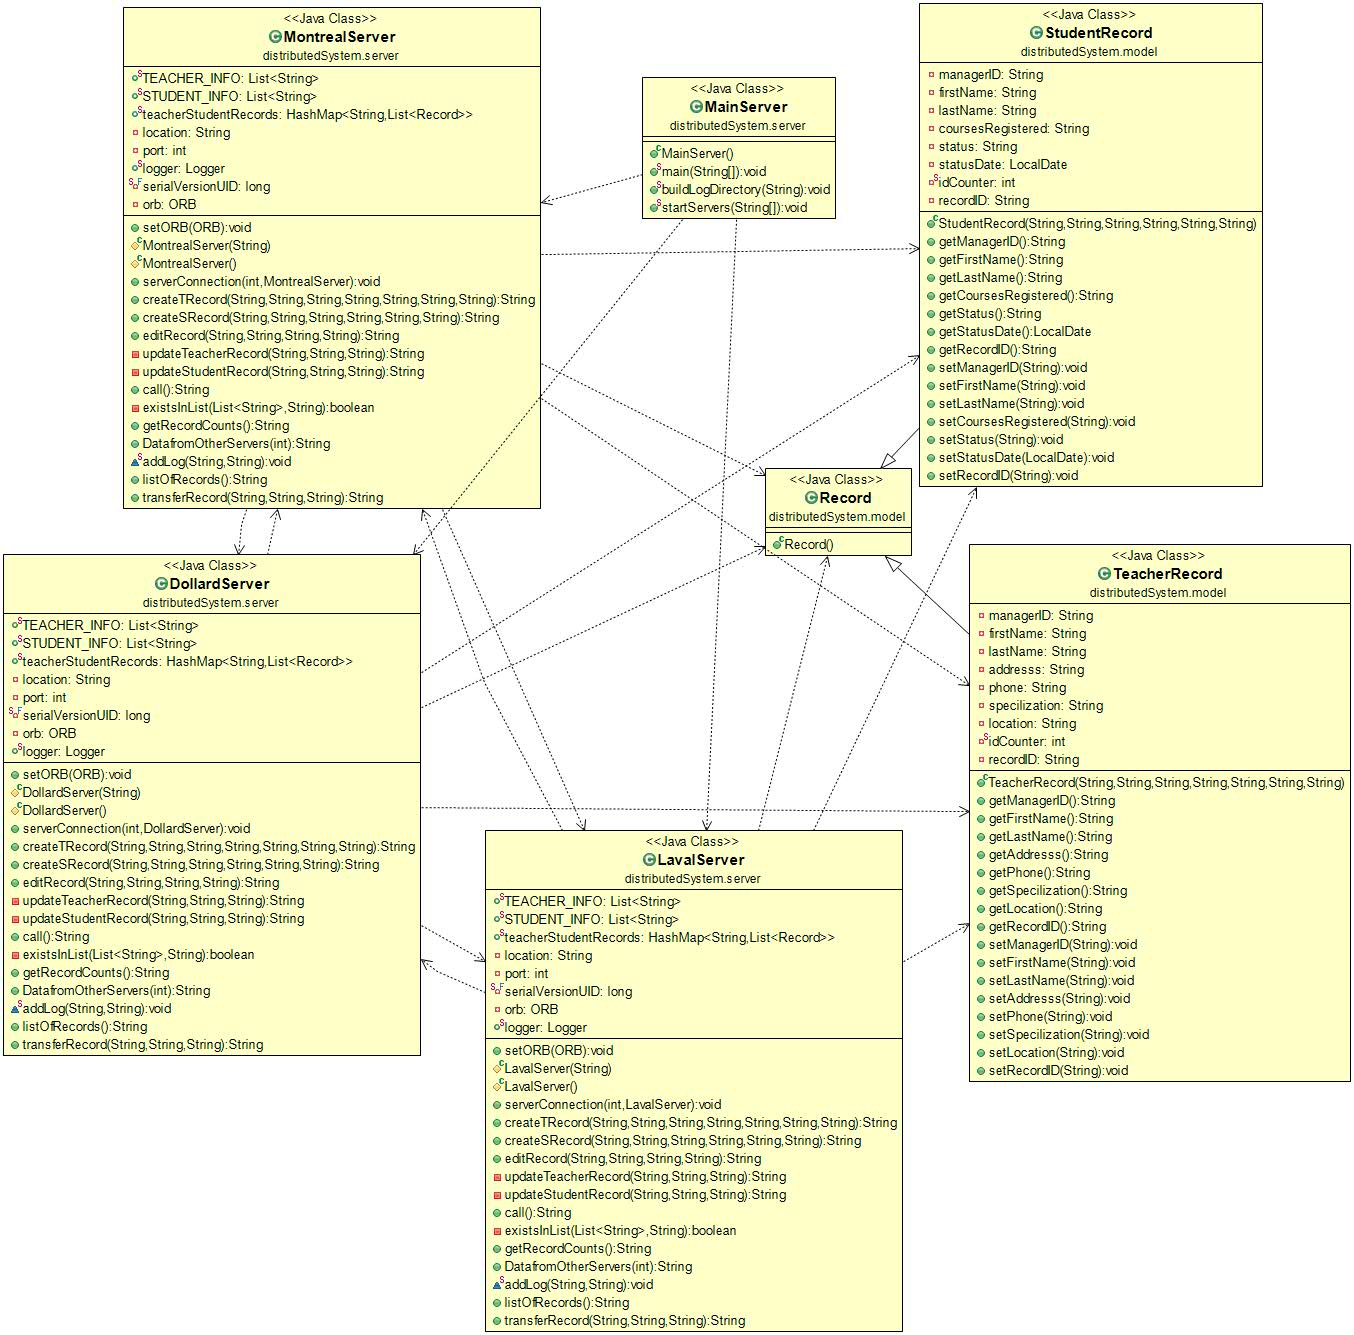 <<Java Class>>
MontrealServer
distributedSystem.server
TEACHER_INFO: List<String>
STUDENT_INFO: List<String>
teacherStudentRecords: HashMap<String,List<Record>>
location: String
port: int
logger: Logger
serialVersionUID: long
orb: ORB
setORB(ORB):void
MontrealServer(String)
MontrealServer()
serverConnection(int,MontrealServer):void
createTRecord(String,String,String,String,String,String,String):String
createSRecord(String,String,String,String,String,String):String
editRecord(String,String,String,String):String
updateTeacherRecord(String,String,String):String
updateStudentRecord(String,String,String):String
call():String
existsInList(List<String>,String):boolean
getRecordCounts():String
DatafromOtherServers(int):String
addLog(String,String):void
listOfRecords():String
transferRecord(String,String,String):String
<<Java Class>>
MainServer
distributedSystem.server
MainServer()
main(String[]):void
buildLogDirectory(String):void
startServers(String[]):void
<<Java Class>>
StudentRecord
distributedSystem.model
managerID: String
firstName: String
lastName: String
coursesRegistered: String
status: String
statusDate: LocalDate
idCounter: int
recordID: String
StudentRecord(String,String,String,String,String,String)
getManagerID():String
getFirstName():String
getLastName():String
getCoursesRegistered():String
getStatus():String
getStatusDate():LocalDate
getRecordID():String
setManagerID(String):void
setFirstName(String):void
setLastName(String):void
setCoursesRegistered(String):void
setStatus(String):void
setStatusDate(LocalDate):void
setRecordID(String):void
<<Java Class>>
Record
distributedSystem.model
Record()
<<Java Class>>
DollardServer
distributedSystem.server
TEACHER_INFO: List<String>
STUDENT_INFO: List<String>
teacherStudentRecords: HashMap<String,List<Record>>
location: String
port: int
serialVersionUID: long
orb: ORB
logger: Logger
setORB(ORB):void
DollardServer(String)
DollardServer()
serverConnection(int,DollardServer):void
createTRecord(String,String,String,String,String,String,String):String
createSRecord(String,String,String,String,String,String):String
editRecord(String,String,String,String):String
updateTeacherRecord(String,String,String):String
updateStudentRecord(String,String,String):String
call():String
existsInList(List<String>,String):boolean
getRecordCounts():String
DatafromOtherServers(int):String
addLog(String,String):void
listOfRecords():String
transferRecord(String,String,String):String
<<Java Class>>
TeacherRecord
distributedSystem.model
managerID: String
firstName: String
lastName: String
addresss: String
phone: String
specilization: String
location: String
idCounter: int
recordID: String
TeacherRecord(String,String,String,String,String,String,String)
getManagerID():String
getFirstName():String
getLastName():String
getAddresss():String
getPhone():String
getSpecilization():String
getLocation():String
getRecordID():String
setManagerID(String):void
setFirstName(String):void
setLastName(String):void
setAddresss(String):void
setPhone(String):void
setSpecilization(String):void
setLocation(String):void
setRecordID(String):void
<<Java Class>>
LavalServer
distributedSystem.server
TEACHER_INFO: List<String>
STUDENT_INFO: List<String>
teacherStudentRecords: HashMap<String,List<Record>>
location: String
port: int
serialVersionUID: long
orb: ORB
logger: Logger
setORB(ORB):void
LavalServer(String)
LavalServer()
serverConnection(int,LavalServer):void
createTRecord(String,String,String,String,String,String,String):String
createSRecord(String,String,String,String,String,String):String
editRecord(String,String,String,String):String
updateTeacherRecord(String,String,String):String
updateStudentRecord(String,String,String):String
call():String
existsInList(List<String>,String):boolean
getRecordCounts():String
DatafromOtherServers(int):String
addLog(String,String):void
listOfRecords():String
transferRecord(String,String,String):String